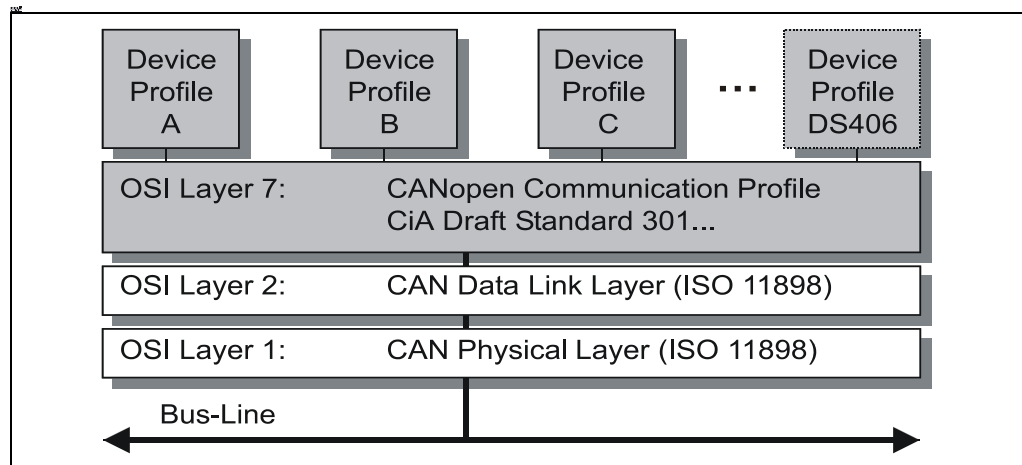 Device
Profile
A
Device
Profile
B
Device
Profile
C
...
Device
Profile
DS406
OSI Layer 7: CANopen Communication Profile
CiA Draft Standard 301...
OSI Layer 2: CAN Data Link Layer (ISO 11898)
OSI Layer 1: CAN Physical Layer (ISO 11898)
Bus-Line